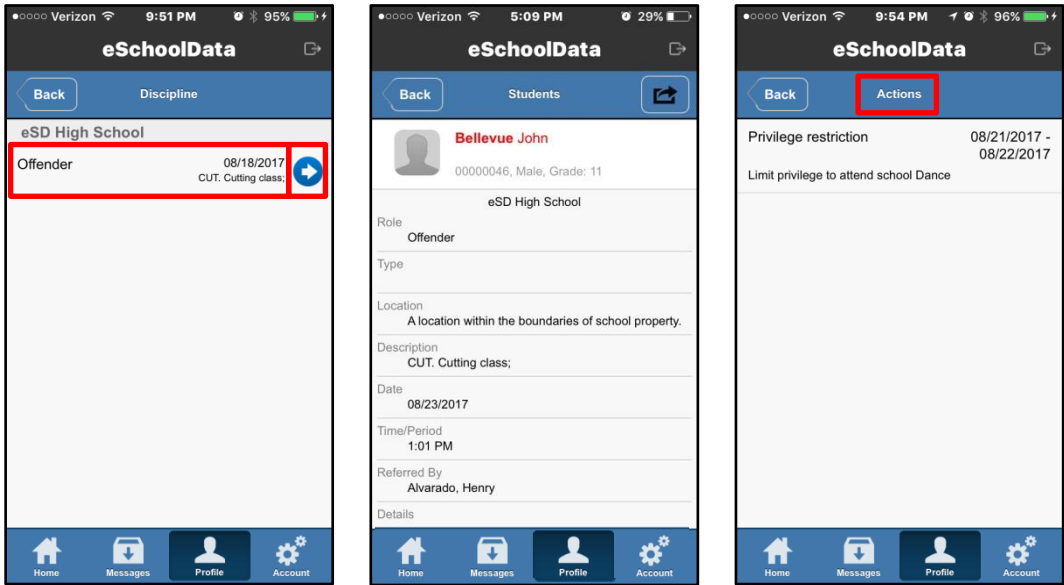 ●○○○○ Verizon 9:51 PM 95%
eSchoolData
Back Discipline
eSD High School
Offender 08/18/2017
CUT. Cutting class;
Home Messages Profile Account
●○○○○ Verizon 5:09 PM 29%
eSchoolData
Back Students
Bellevue John
00000046, Male, Grade: 11
eSD High School
Role
Offender
Type
Location
A location within the boundaries of school property.
Description
CUT. Cutting class;
Date
08/23/2017
Time/Period
1:01 PM
Referred By
Alvarado, Henry
Details
Home Messages Profile Account
●○○○○ Verizon 9:54 PM 96%
eSchoolData
Back Actions
Privilege restriction 08/21/2017 -
08/22/2017
Limit privilege to attend school Dance
Home Messages Profile Account